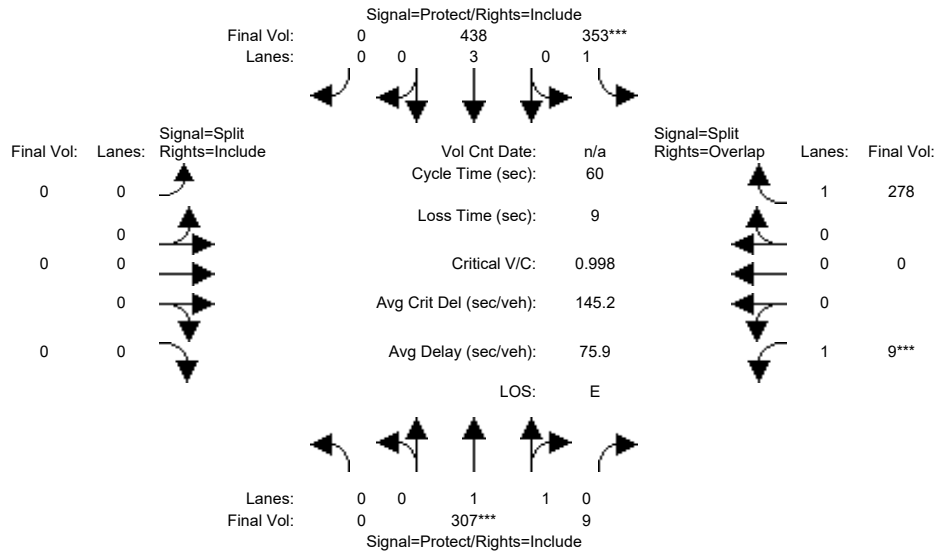 Signal=Protect/Rights=Include
Final Vol: 0 438 353***
Lanes: 0 0 3 0 1
Signal=Split Signal=Split
Final Vol: Lanes: Rights=Include Vol Cnt Date: n/a Rights=Overlap Lanes: Final Vol:
Cycle Time (sec): 60
0 0 1 278
Loss Time (sec): 9
0 0
0 0 Critical V/C: 0.998 0 0
0 Avg Crit Del (sec/veh): 145.2 0
0 0 Avg Delay (sec/veh): 75.9 1 9***
LOS: E
Lanes: 0 0 1 1 0
Final Vol: 0 307*** 9
Signal=Protect/Rights=Include